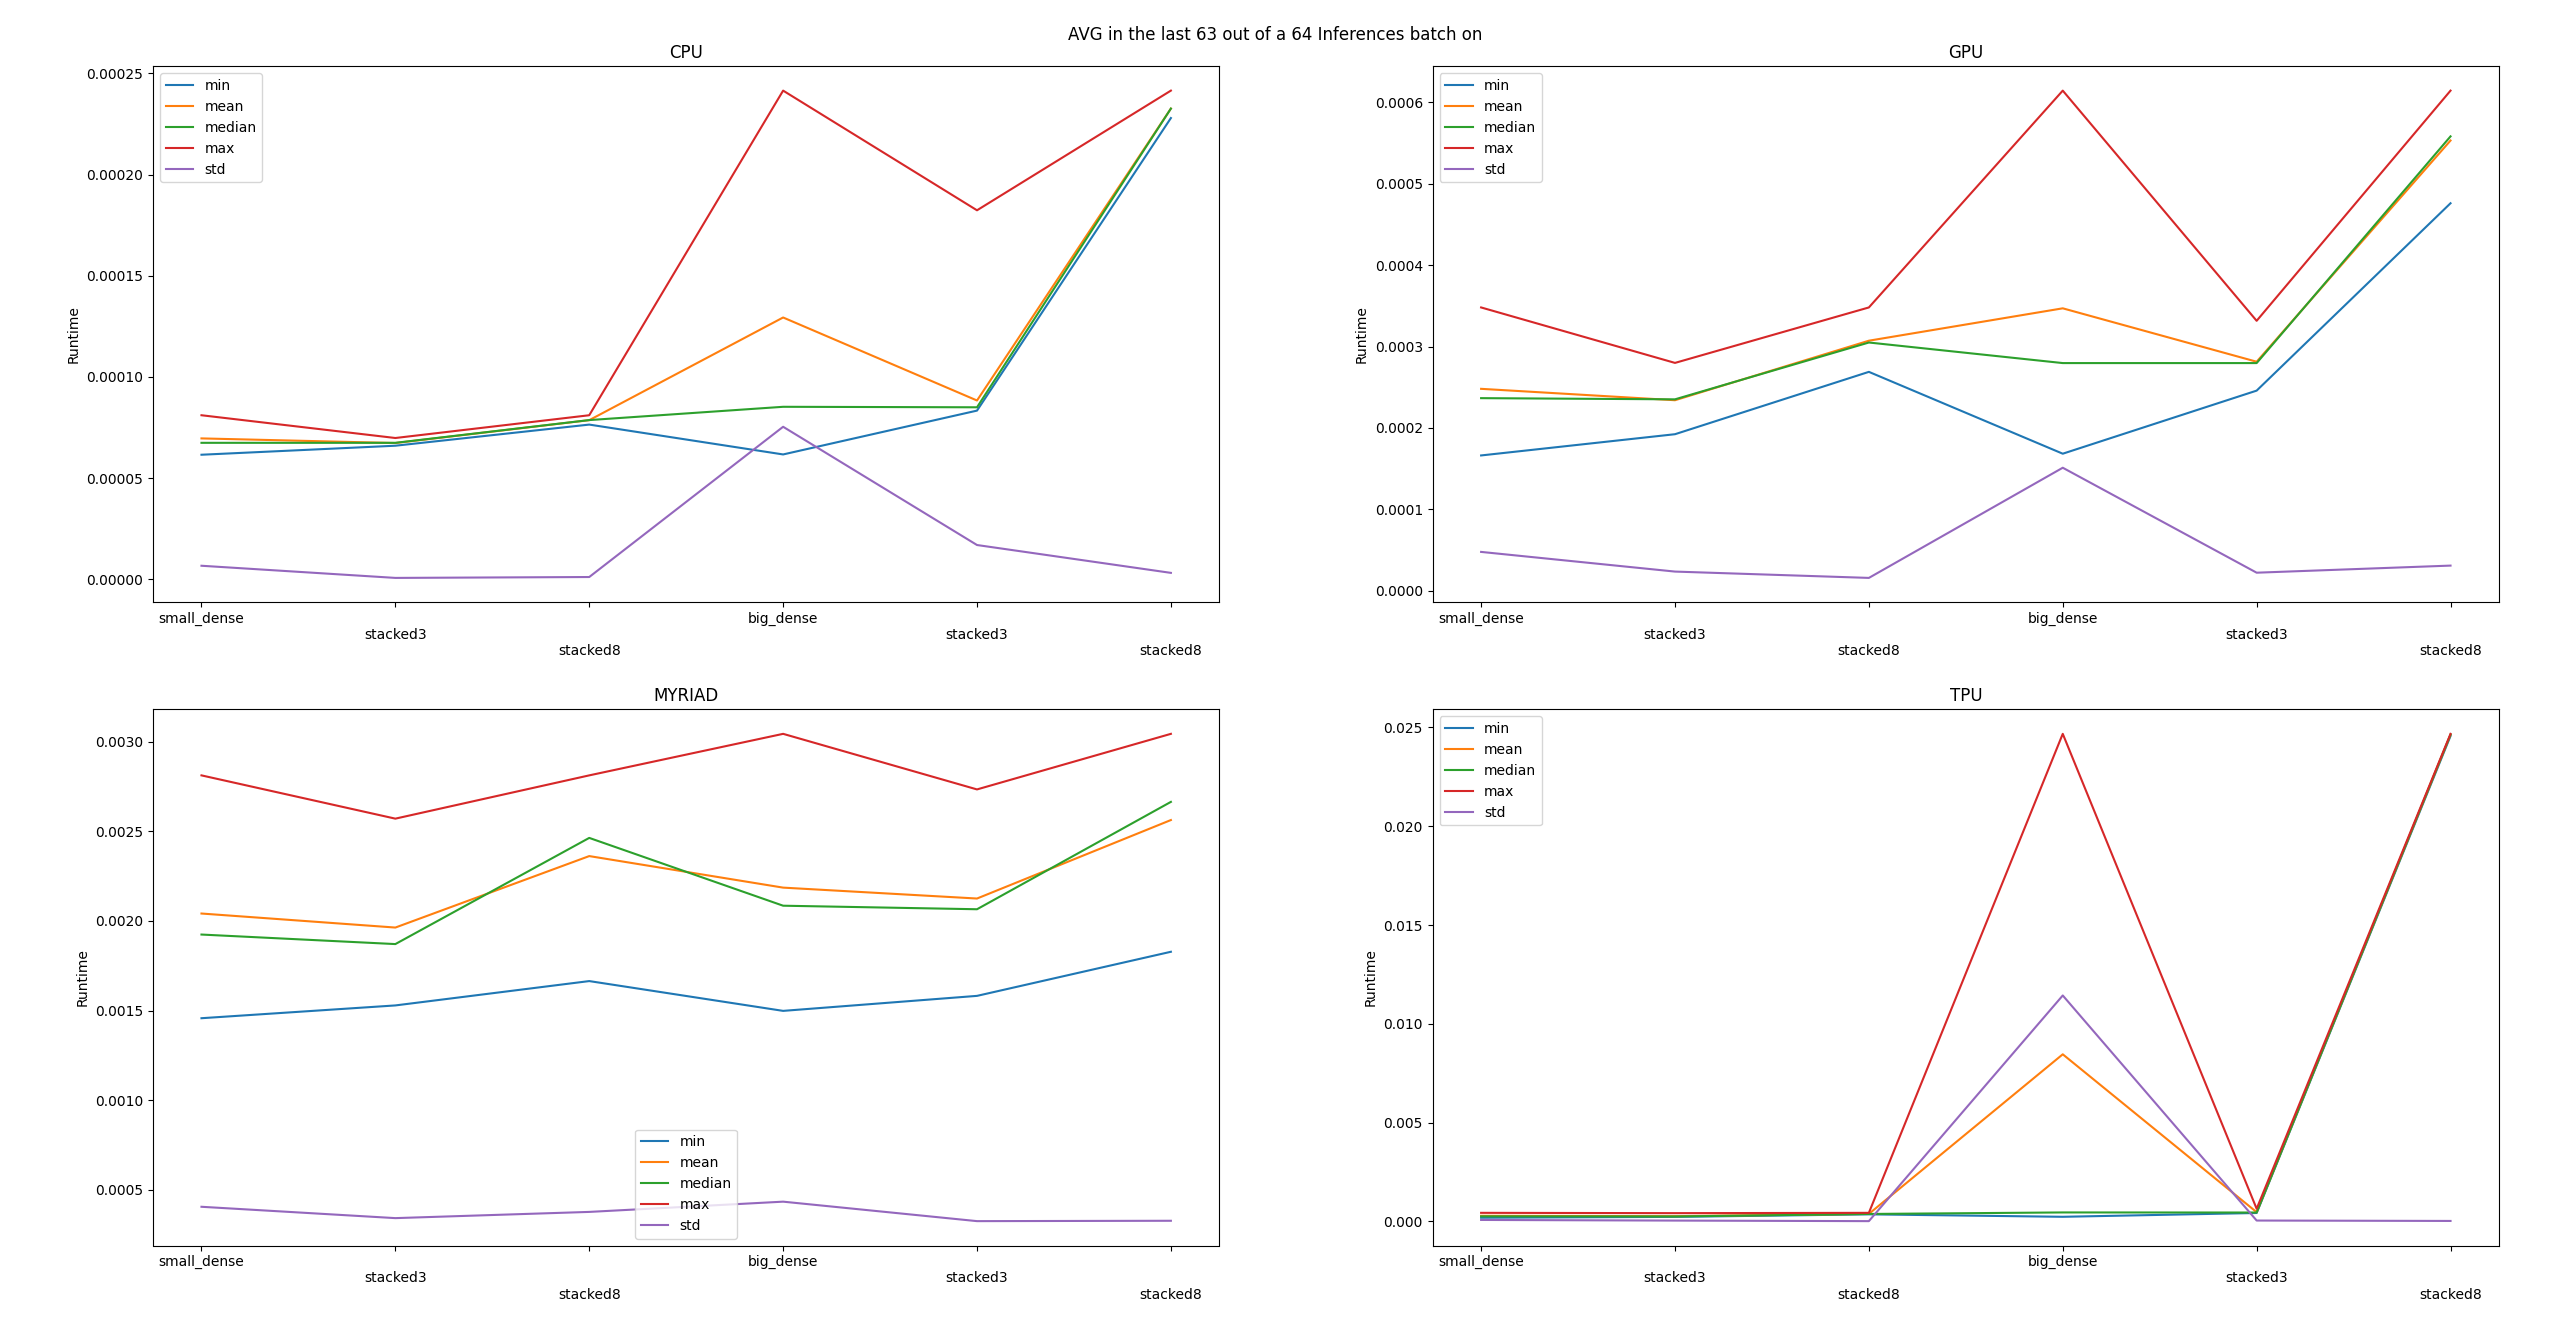 AVG in the last 63 out of a 64 Inferences batch on
CPU
0.00025
0.00020
0.00015
0.00010
0.00005
0.00000
Runtime
min
mean
median
max
std
small_dense
stacked3
stacked8
big_dense
stacked3
stacked8
GPU
0.0006
0.0005
0.0004
0.0003
0.0002
0.0001
0.0000
Runtime
min
mean
median
max
std
small_dense
stacked3
stacked8
big_dense
stacked3
stacked8
MYRIAD
0.0030
0.0025
0.0020
0.0015
0.0010
0.0005
Runtime
min
mean
median
max
std
small_dense
stacked3
stacked8
big_dense
stacked3
stacked8
TPU
0.025
0.020
0.015
0.010
0.005
0.000
Runtime
min
mean
median
max
std
small_dense
stacked3
stacked8
big_dense
stacked3
stacked8